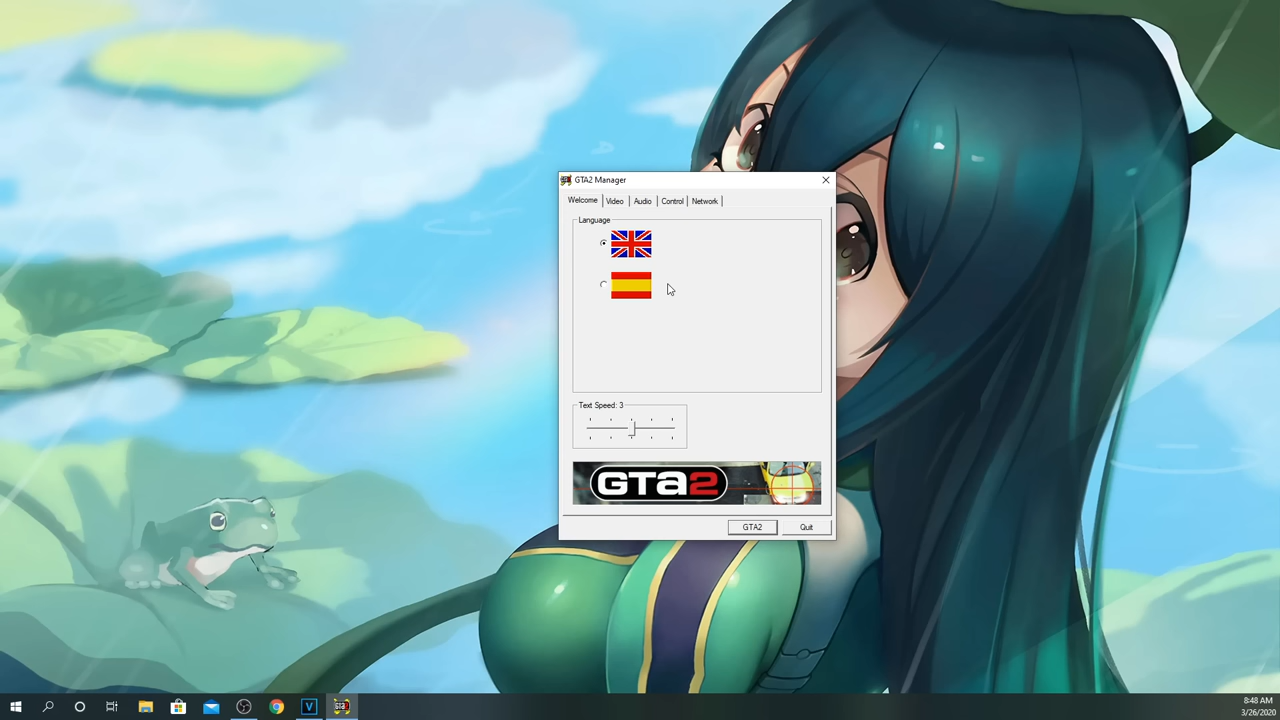 GTA2 Manager
Welcome Video Audio Control Network
Language
Text Speed: 3
GTA2
GTA2 Quit
8:48 AM
3/26/2020